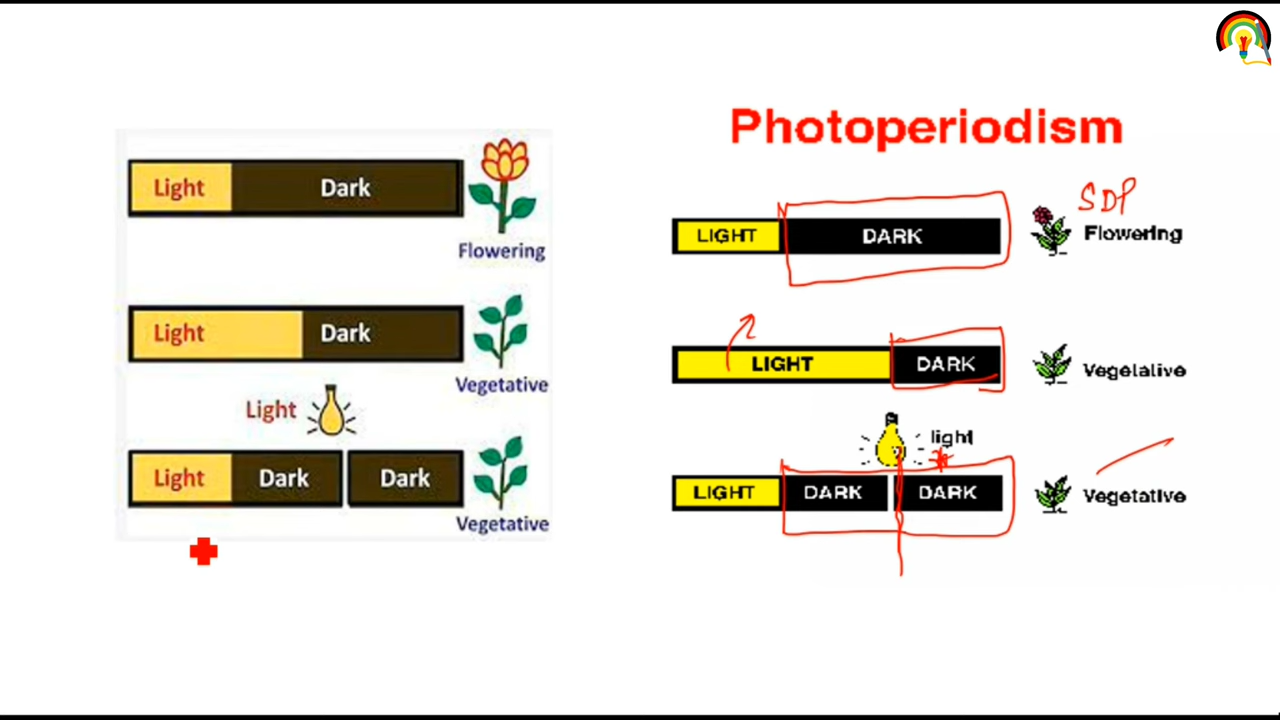 Light Dark
Flowering
Light Dark
Vegetative
Light
Light Dark Dark
Vegetative
Photoperiodism
SDP
LIGHT DARK Flowering
LIGHT DARK Vegelalive
light
LIGHT DARK DARK Vegetative